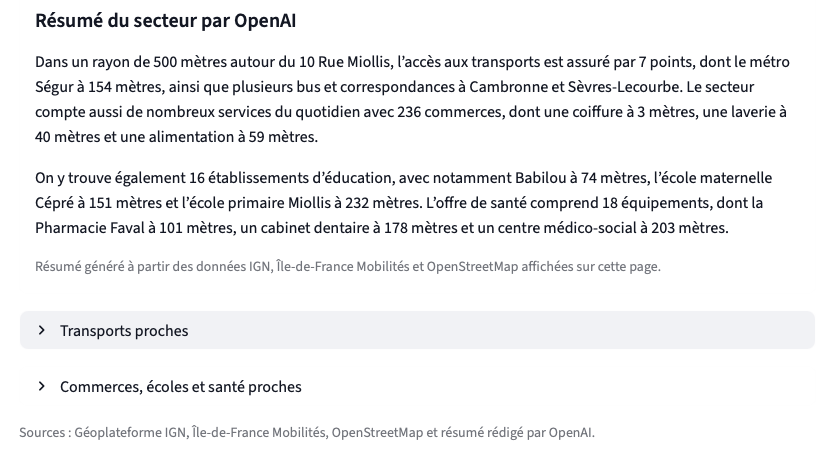 Résumé du secteur par OpenAI
Dans un rayon de 500 mètres autour du 10 Rue Miollis, l’accès aux transports est assuré par 7 points, dont le métro
Ségur à 154 mètres, ainsi que plusieurs bus et correspondances à Cambronne et Sèvres-Lecourbe. Le secteur
compte aussi de nombreux services du quotidien avec 236 commerces, dont une coiffure à 3 mètres, une laverie à
40 mètres et une alimentation à 59 mètres.
On y trouve également 16 établissements d’éducation, avec notamment Babilou à 74 mètres, l’école maternelle
Cépré à 151 mètres et l’école primaire Miollis à 232 mètres. L’offre de santé comprend 18 équipements, dont la
Pharmacie Faval à 101 mètres, un cabinet dentaire à 178 mètres et un centre médico-social à 203 mètres.
Résumé généré à partir des données IGN, Île-de-France Mobilités et OpenStreetMap affichées sur cette page.
Transports proches
Commerces, écoles et santé proches
Sources : Géoplateforme IGN, Île-de-France Mobilités, OpenStreetMap et résumé rédigé par OpenAI.